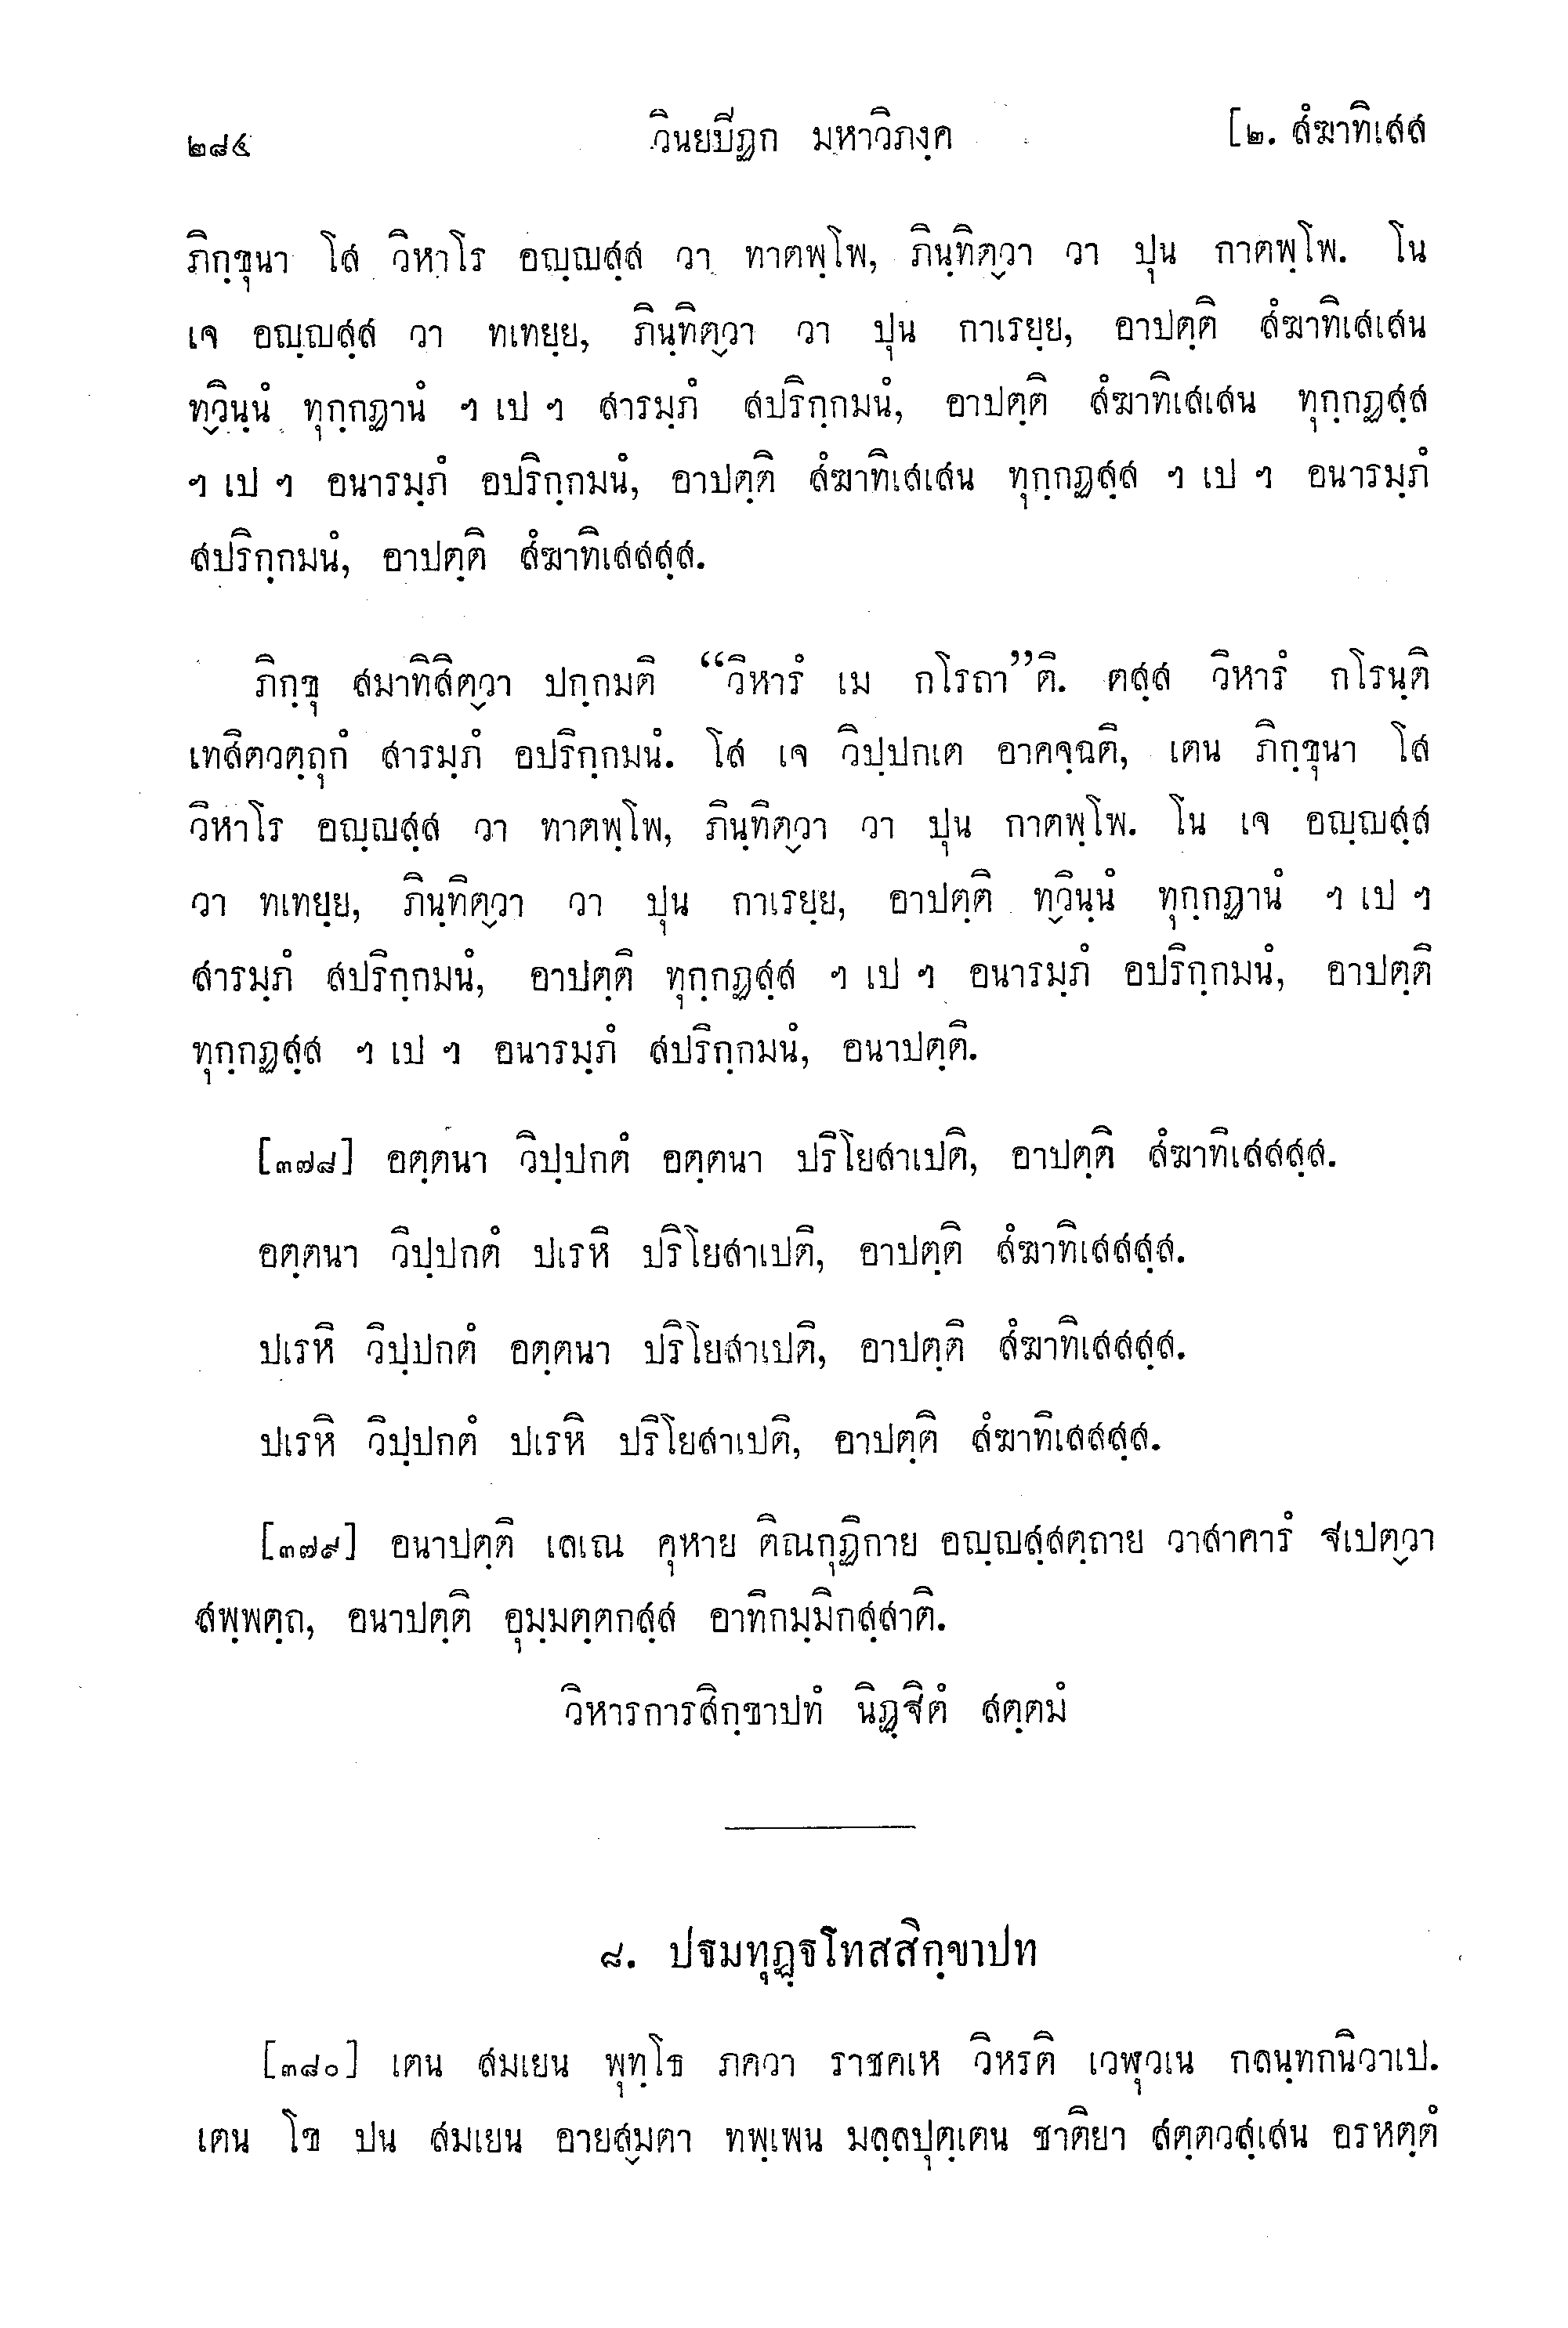 ๒๘๔ วินยปิฏก มหาวิภงฺค [๒. สํฆาทิเสส
ภิกฺขุนา โส วิหาโร อญฺญสฺส วา ทาตพฺโพ, ภินฺทิตฺวา วา ปุน กาตพฺโพ. โน
เจ อญฺญสฺส วา ทเทยฺย, ภินฺทิตฺวา วา ปุน กาเรยฺย, อาปตฺติ สํฆาทิเสเสน
ทฺวินฺนํ ทุกฺกฏานํ ฯ เป ฯ สารมฺภํ สปริกฺกมนํ, อาปตฺติ สํฆาทิเสเสน ทุกฺกฏสฺส
ฯ เป ฯ อนารมฺภํ อปริกฺกมนํ, อาปตฺติ สํฆาทิเสเสน ทุกฺกฏสฺส ฯ เป ฯ อนารมฺภํ
สปริกฺกมนํ, อาปตฺติ สํฆาทิเสสสฺส.
ภิกฺขุ สมาทิสิตฺวา ปกฺกมติ “วิหารํ เม กโรถา”ติ. ตสฺส วิหารํ กโรนฺติ
เทสิตวตฺถุกํ สารมฺภํ อปริกฺกมนํ. โส เจ วิปฺปกเต อาคจฺฉติ, เตน ภิกฺขุนา โส
วิหาโร อญฺญสฺส วา ทาตพฺโพ, ภินฺทิตฺวา วา ปุน กาตพฺโพ. โน เจ อญฺญสฺส
วา ทเทยฺย, ภินฺทิตฺวา วา ปุน กาเรยฺย, อาปตฺติ ทฺวินฺนํ ทุกฺกฏานํ ฯ เป ฯ
สารมฺภํ สปริกฺกมนํ, อาปตฺติ ทุกฺกฏสฺส ฯ เป ฯ อนารมฺภํ อปริกฺกมนํ, อาปตฺติ
ทุกฺกฏสฺส ฯ เป ฯ อนารมฺภํ สปริกฺกมนํ, อนาปตฺติ.
[๓๗๘] อตฺตนา วิปฺปกตํ อตฺตนา ปริโยสาเปติ, อาปตฺติ สํฆาทิเสสสฺส.
อตฺตนา วิปฺปกตํ ปเรหิ ปริโยสาเปติ, อาปตฺติ สํฆาทิเสสสฺส.
ปเรหิ วิปฺปกตํ อตฺตนา ปริโยสาเปติ, อาปตฺติ สํฆาทิเสสสฺส.
ปเรหิ วิปฺปกตํ ปเรหิ ปริโยสาเปติ, อาปตฺติ สํฆาทิเสสสฺส.
[๓๗๙] อนาปตฺติ เลเณ คุหาย ติณกุฏิกาย อญฺญสฺสตฺถาย วาสาคารํ ฐเปตฺวา
สพฺพตฺถ, อนาปตฺติ อุมฺมตฺตกสฺส อาทิกมฺมิกสฺสาติ.
วิหารการสิกฺขาปทํ นิฏฺฐิตํ สตฺตมํ
๘. ปฐมทุฏฺฐโทสสิกฺขาปท
[๓๘๐] เตน สมเยน พุทฺโธ ภควา ราชคเห วิหรติ เวฬุวเน กลนฺทกนิวาเป.
เตน โข ปน สมเยน อายสฺมตา ทพฺเพน มลฺลปุตฺเตน ชาติยา สตฺตวสฺเสน อรหตฺตํ